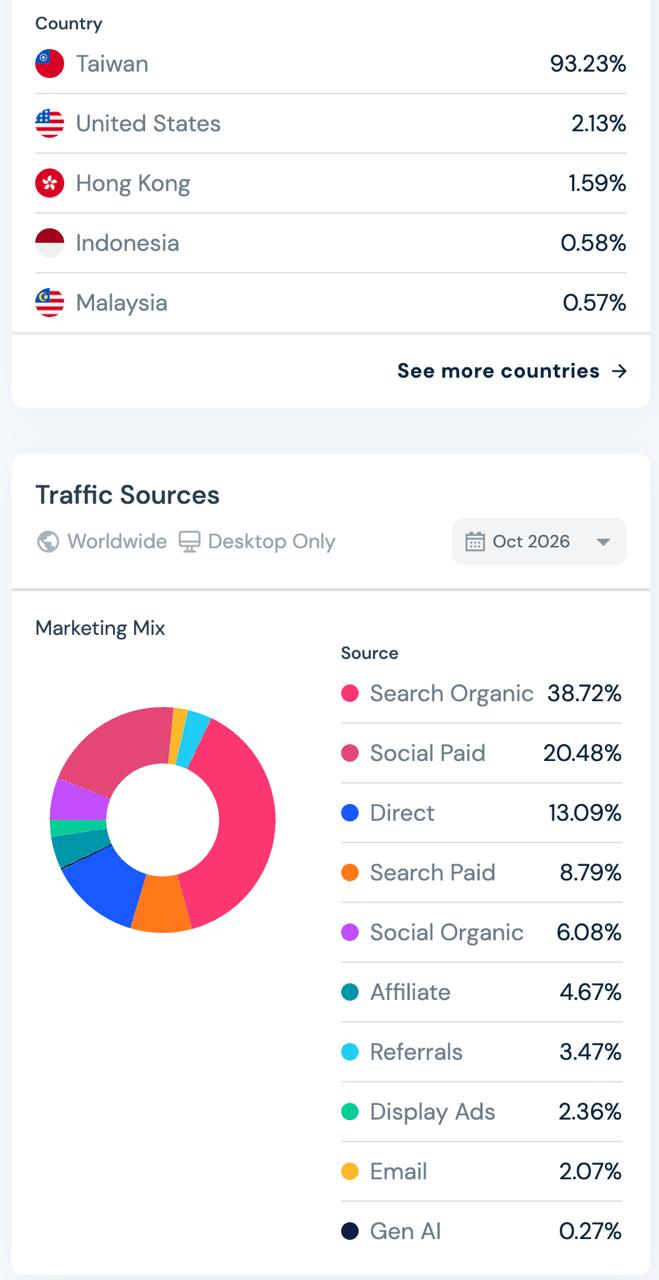 Country
Taiwan 93.23%
United States 2.13%
Hong Kong 1.59%
Indonesia 0.58%
Malaysia 0.57%
See more countries →
Traffic Sources
Worldwide Desktop Only Oct 2026
Marketing Mix
Source
Search Organic 38.72%
Social Paid 20.48%
Direct 13.09%
Search Paid 8.79%
Social Organic 6.08%
Affiliate 4.67%
Referrals 3.47%
Display Ads 2.36%
Email 2.07%
Gen AI 0.27%